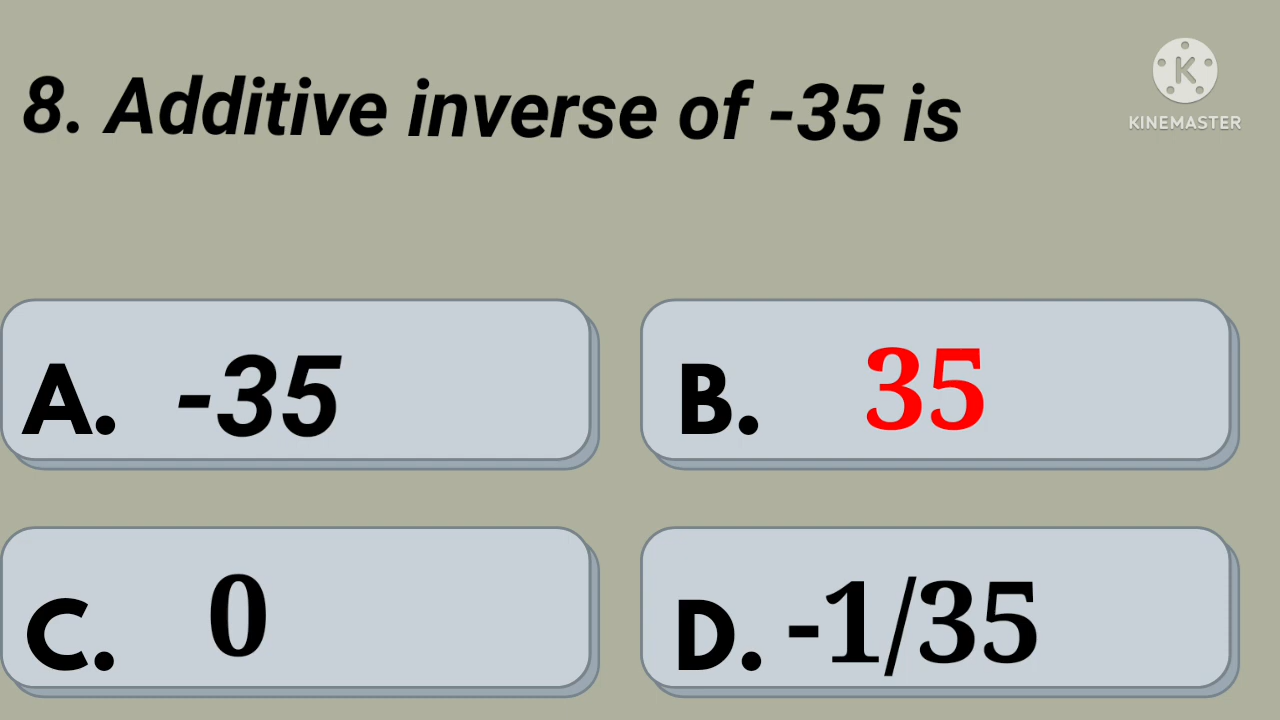 8. Additive inverse of -35 is
KINEMASTER
A. -35
B. 35
C. 0
D. -1/35